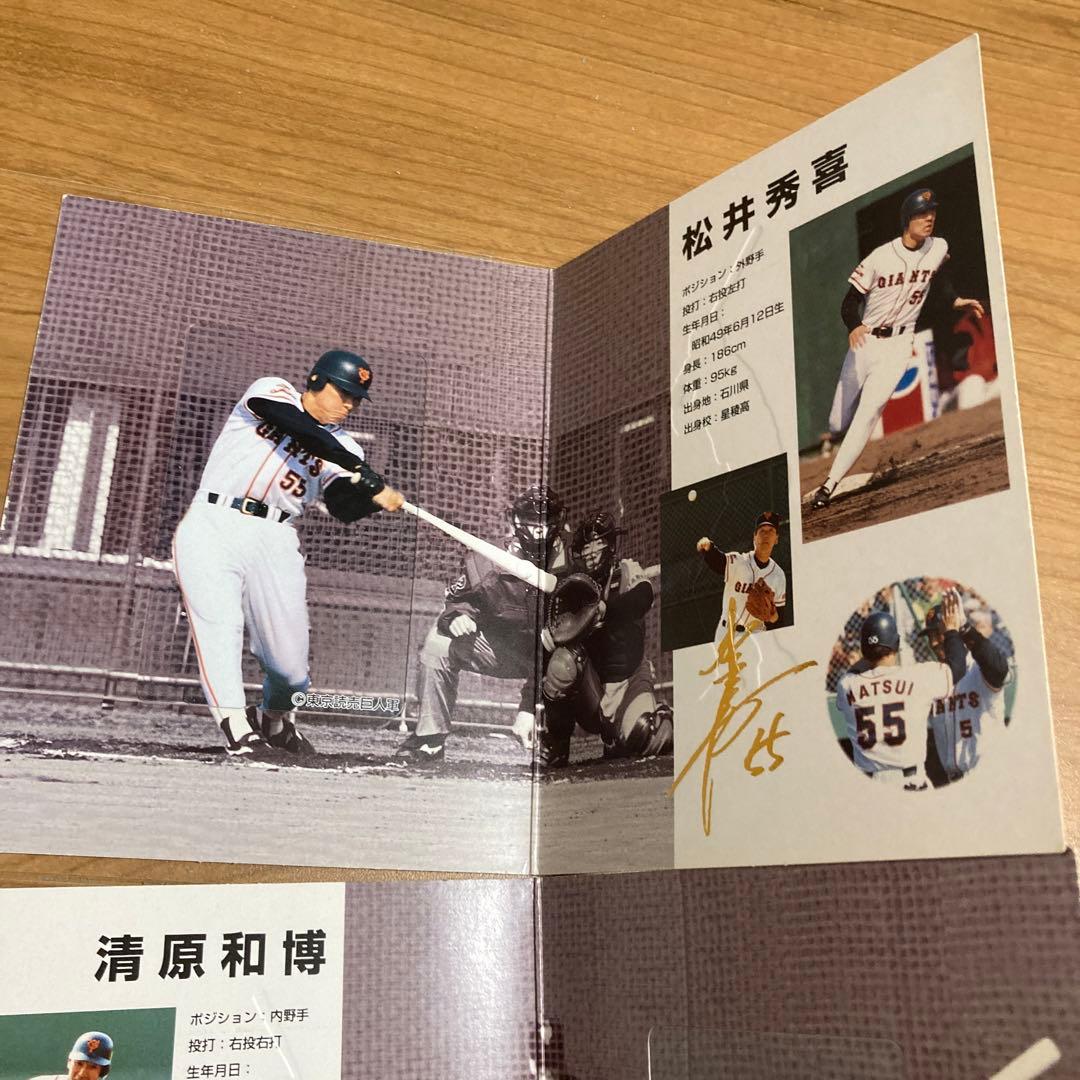 松井秀喜
ポジション：外野手
投打：右投左打
生年月日：
昭和49年6月12日生
身長：186cm
体重：95kg
出身地：石川県
出身校：星稜高
GIANTS
55
GIANTS
55
©東京読売巨人軍
MATSUI
55
5
55
清原和博
ポジション：内野手
投打：右投右打
生年月日：